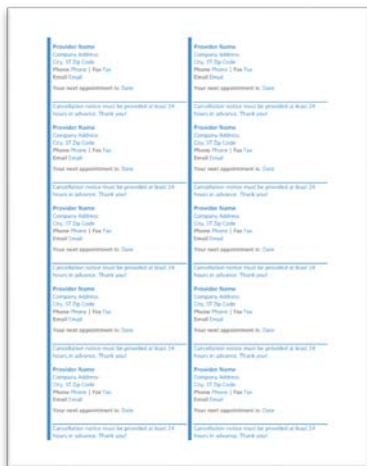 Provider Name
Company Address
City, ST Zip Code
Phone Phone | Fax Fax
Email Email
Your next appointment is: Date
Cancellation notice must be provided at least 24
hours in advance. Thank you!
Provider Name
Company Address
City, ST Zip Code
Phone Phone | Fax Fax
Email Email
Your next appointment is: Date
Cancellation notice must be provided at least 24
hours in advance. Thank you!
Provider Name
Company Address
City, ST Zip Code
Phone Phone | Fax Fax
Email Email
Your next appointment is: Date
Cancellation notice must be provided at least 24
hours in advance. Thank you!
Provider Name
Company Address
City, ST Zip Code
Phone Phone | Fax Fax
Email Email
Your next appointment is: Date
Cancellation notice must be provided at least 24
hours in advance. Thank you!
Provider Name
Company Address
City, ST Zip Code
Phone Phone | Fax Fax
Email Email
Your next appointment is: Date
Cancellation notice must be provided at least 24
hours in advance. Thank you!
Provider Name
Company Address
City, ST Zip Code
Phone Phone | Fax Fax
Email Email
Your next appointment is: Date
Cancellation notice must be provided at least 24
hours in advance. Thank you!
Provider Name
Company Address
City, ST Zip Code
Phone Phone | Fax Fax
Email Email
Your next appointment is: Date
Cancellation notice must be provided at least 24
hours in advance. Thank you!
Provider Name
Company Address
City, ST Zip Code
Phone Phone | Fax Fax
Email Email
Your next appointment is: Date
Cancellation notice must be provided at least 24
hours in advance. Thank you!
Provider Name
Company Address
City, ST Zip Code
Phone Phone | Fax Fax
Email Email
Your next appointment is: Date
Cancellation notice must be provided at least 24
hours in advance. Thank you!
Provider Name
Company Address
City, ST Zip Code
Phone Phone | Fax Fax
Email Email
Your next appointment is: Date
Cancellation notice must be provided at least 24
hours in advance. Thank you!